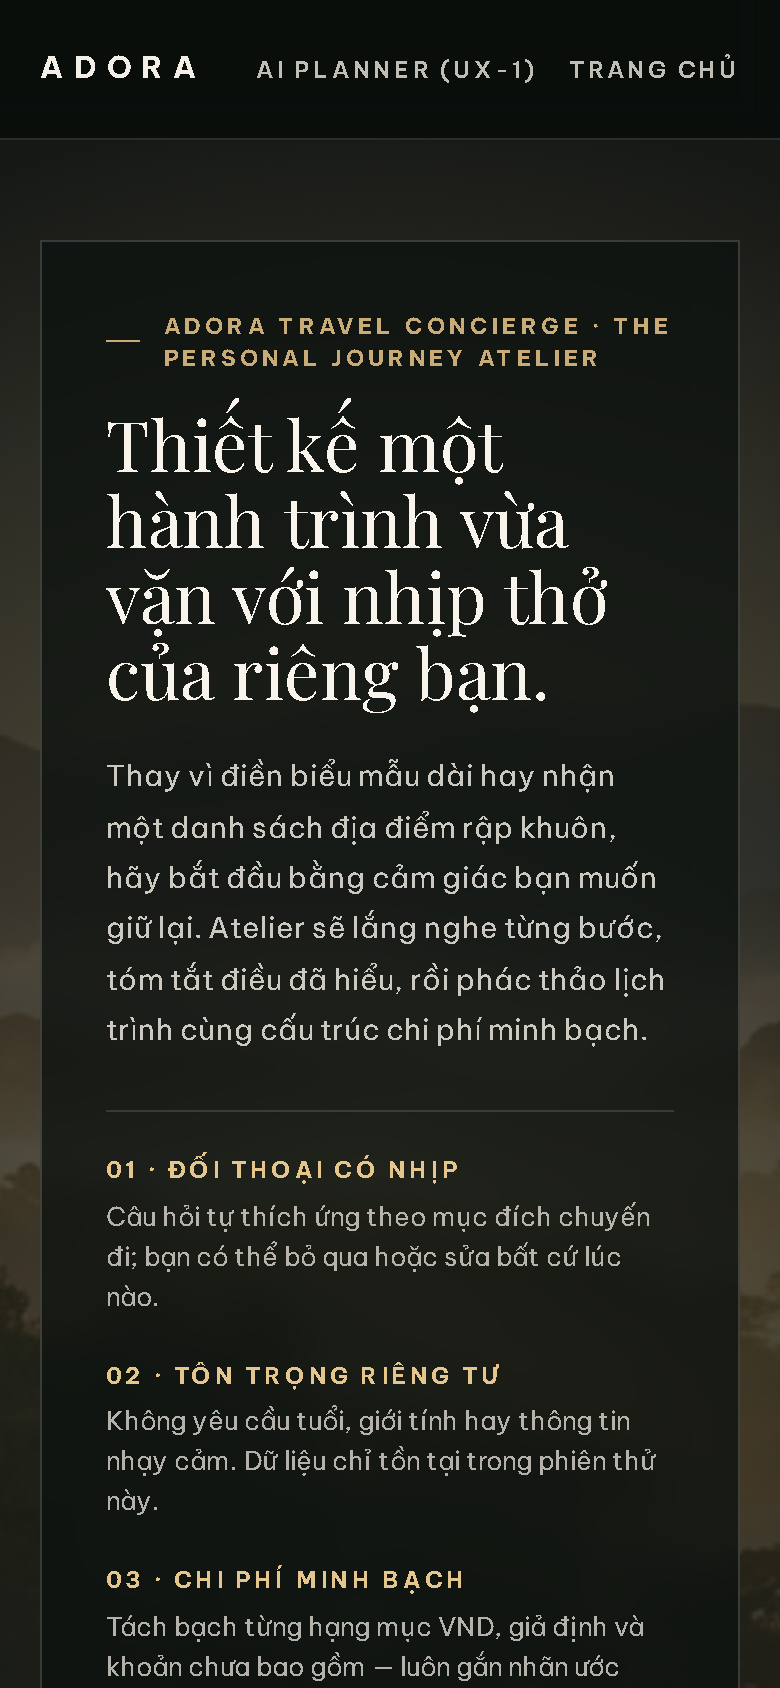 ADORA AI PLANNER (UX-1) TRANG CHỦ
ADORA TRAVEL CONCIERGE · THE
PERSONAL JOURNEY ATELIER
Thiết kế một
hành trình vừa
vặn với nhịp thở
của riêng bạn.
Thay vì điền biểu mẫu dài hay nhận
một danh sách địa điểm rập khuôn,
hãy bắt đầu bằng cảm giác bạn muốn
giữ lại. Atelier sẽ lắng nghe từng bước,
tóm tắt điều đã hiểu, rồi phác thảo lịch
trình cùng cấu trúc chi phí minh bạch.
01 · ĐỐI THOẠI CÓ NHỊP
Câu hỏi tự thích ứng theo mục đích chuyến
đi; bạn có thể bỏ qua hoặc sửa bất cứ lúc
nào.
02 · TÔN TRỌNG RIÊNG TƯ
Không yêu cầu tuổi, giới tính hay thông tin
nhạy cảm. Dữ liệu chỉ tồn tại trong phiên thử
này.
03 · CHI PHÍ MINH BẠCH
Tách bạch từng hạng mục VND, giả định và
khoản chưa bao gồm — luôn gắn nhãn ước